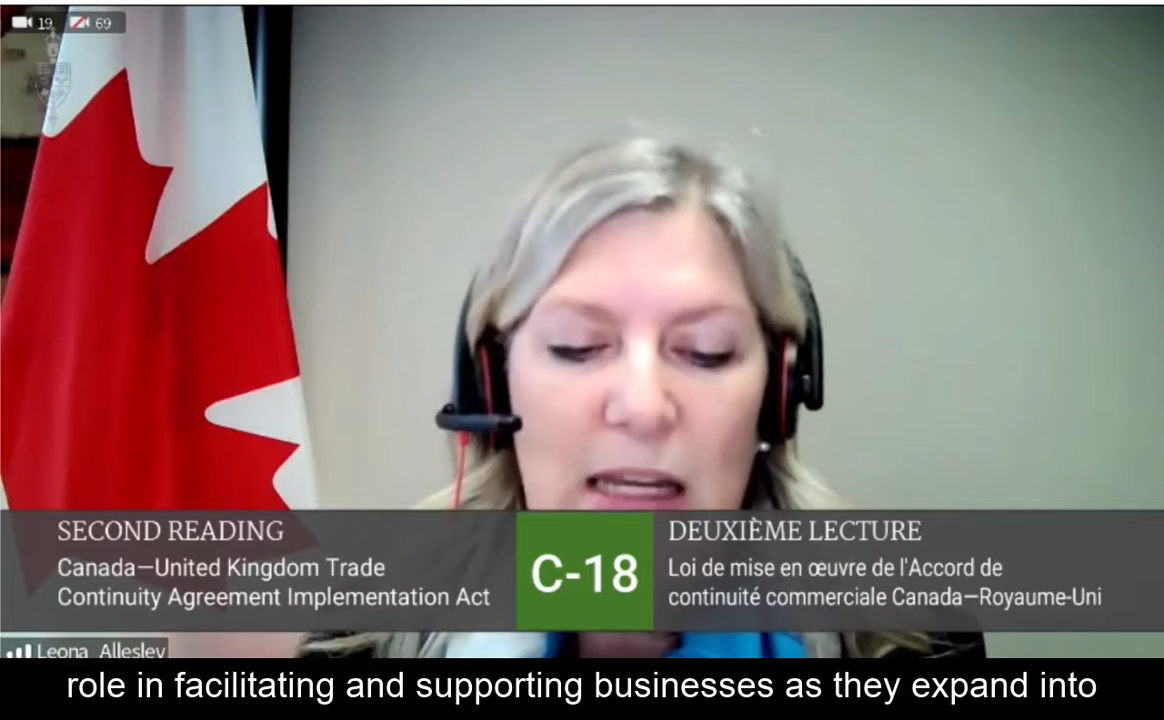 19 69
SECOND READING
Canada—United Kingdom Trade
Continuity Agreement Implementation Act
C-18
DEUXIÈME LECTURE
Loi de mise en œuvre de l'Accord de
continuité commerciale Canada—Royaume-Uni
Leona Alleslev
role in facilitating and supporting businesses as they expand into